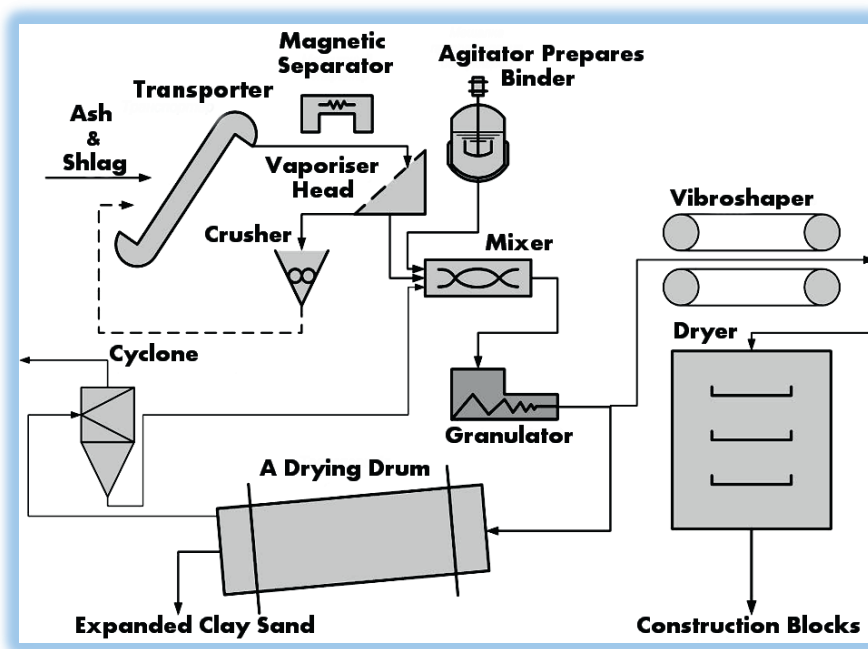 Magnetic
Separator
Agitator Prepares
Binder
Transporter
Ash
&
Shlag
Vaporiser
Head
Vibroshaper
Crusher
Mixer
Dryer
Cyclone
Granulator
A Drying Drum
Expanded Clay Sand
Construction Blocks